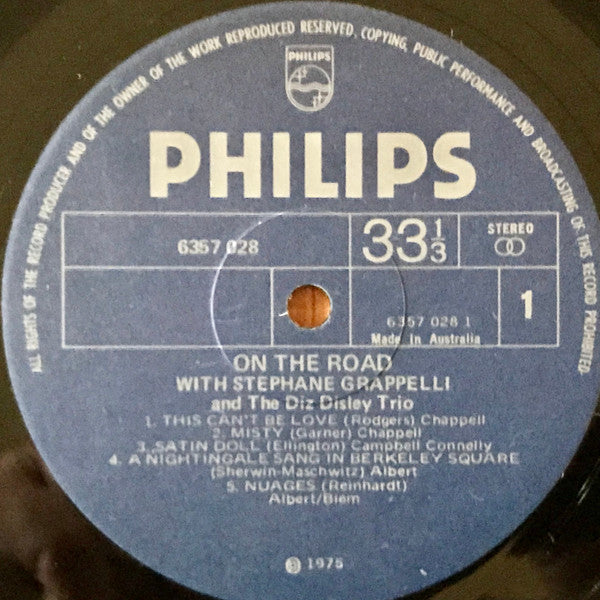 ALL RIGHTS OF THE RECORD PRODUCER AND OF THE OWNER OF THE WORK REPRODUCED RESERVED, COPYING, PUBLIC PERFORMANCE AND BROADCASTING OF THIS RECORD PROHIBITED.
PHILIPS
PHILIPS
6357 028
33⅓
STEREO
6357 028 1
Made in Australia
1
ON THE ROAD
WITH STEPHANE GRAPPELLI
and The Diz Disley Trio
1. THIS CAN'T BE LOVE (Rodgers) Chappell
2. MISTY (Garner) Chappell
3. SATIN DOLL (Ellington) Campbell Connelly
4. A NIGHTINGALE SANG IN BERKELEY SQUARE
(Sherwin-Maschwitz) Albert
5. NUAGES (Reinhardt)
Albert/Biem
℗ 1975